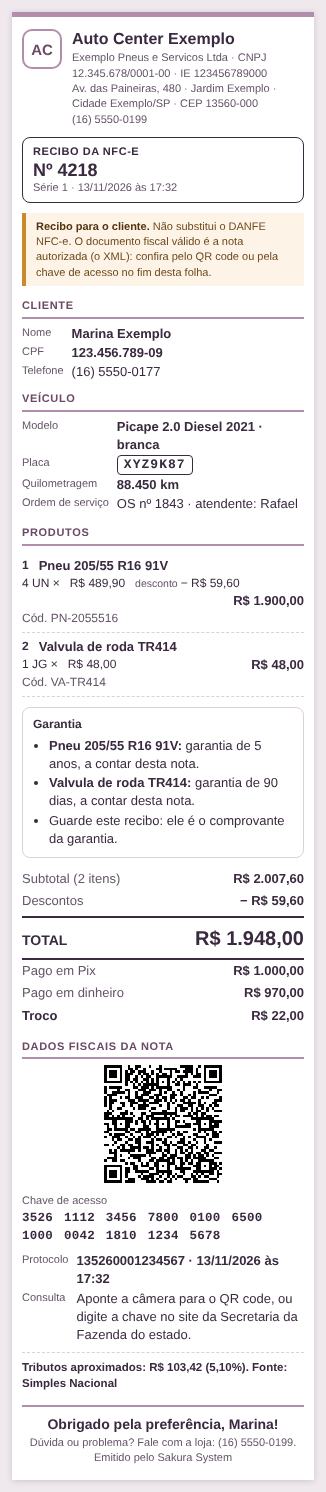 AC
Auto Center Exemplo
Exemplo Pneus e Servicos Ltda · CNPJ
12.345.678/0001-00 · IE 123456789000
Av. das Paineiras, 480 · Jardim Exemplo ·
Cidade Exemplo/SP · CEP 13560-000
(16) 5550-0199
RECIBO DA NFC-E
Nº 4218
Série 1 · 13/11/2026 às 17:32
Recibo para o cliente. Não substitui o DANFE
NFC-e. O documento fiscal válido é a nota
autorizada (o XML): confira pelo QR code ou pela
chave de acesso no fim desta folha.
CLIENTE
Nome Marina Exemplo
CPF 123.456.789-09
Telefone (16) 5550-0177
VEÍCULO
Modelo Picape 2.0 Diesel 2021 ·
branca
Placa XYZ9K87
Quilometragem 88.450 km
Ordem de serviço OS nº 1843 · atendente: Rafael
PRODUTOS
1 Pneu 205/55 R16 91V
4 UN × R$ 489,90 desconto − R$ 59,60
R$ 1.900,00
Cód. PN-2055516
2 Valvula de roda TR414
1 JG × R$ 48,00 R$ 48,00
Cód. VA-TR414
Garantia
• Pneu 205/55 R16 91V: garantia de 5
anos, a contar desta nota.
• Valvula de roda TR414: garantia de 90
dias, a contar desta nota.
• Guarde este recibo: ele é o comprovante
da garantia.
Subtotal (2 itens) R$ 2.007,60
Descontos − R$ 59,60
TOTAL R$ 1.948,00
Pago em Pix R$ 1.000,00
Pago em dinheiro R$ 970,00
Troco R$ 22,00
DADOS FISCAIS DA NOTA
Chave de acesso
3526 1112 3456 7800 0100 6500
1000 0042 1810 1234 5678
Protocolo 135260001234567 · 13/11/2026 às
17:32
Consulta Aponte a câmera para o QR code, ou
digite a chave no site da Secretaria da
Fazenda do estado.
Tributos aproximados: R$ 103,42 (5,10%). Fonte:
Simples Nacional
Obrigado pela preferência, Marina!
Dúvida ou problema? Fale com a loja: (16) 5550-0199.
Emitido pelo Sakura System